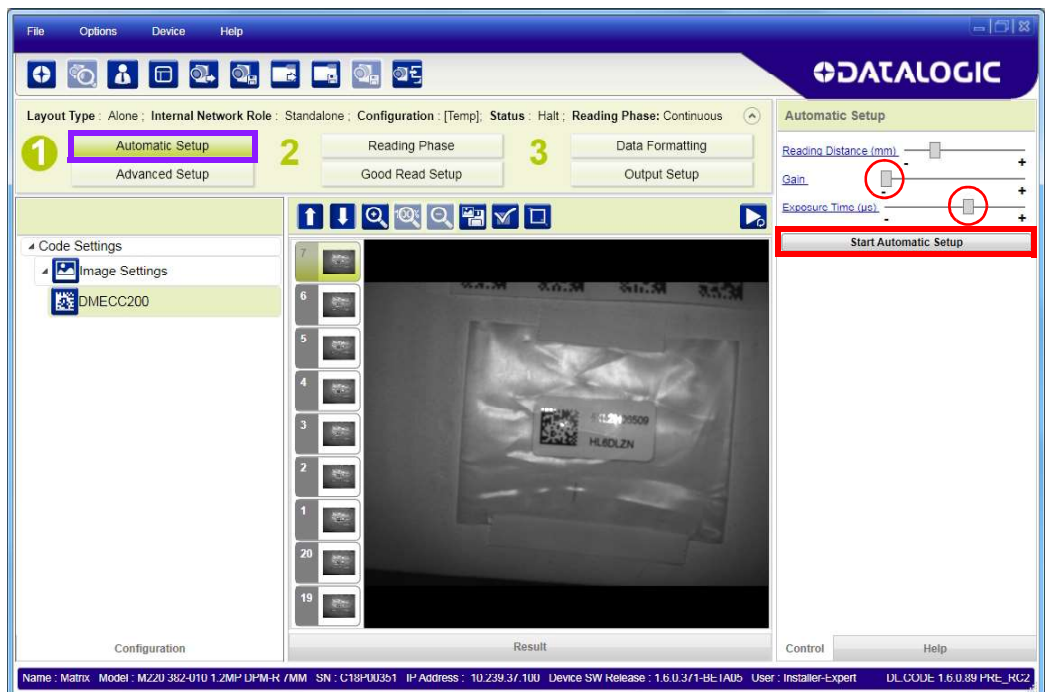 File Options Device Help
DATALOGIC
Layout Type : Alone ; Internal Network Role : Standalone ; Configuration : [Temp]; Status : Halt ; Reading Phase: Continuous
Automatic Setup
1 Automatic Setup 2 Reading Phase 3 Data Formatting
Advanced Setup Good Read Setup Output Setup
Reading Distance (mm) - +
Gain - +
Exposure Time (µs) - +
Start Automatic Setup
100%
Code Settings
Image Settings
DMECC200
7
6
5
4
3
2
1
20
19
HL6DLZN
Configuration
Result
Control Help
Name : Matrix Model : M220 382-010 1.2MP DPM-R 7MM SN : C18P00351 IP Address : 10.239.37.100 Device SW Release : 1.6.0.371-BETA05 User : Installer-Expert DL.CODE 1.6.0.89 PRE_RC2